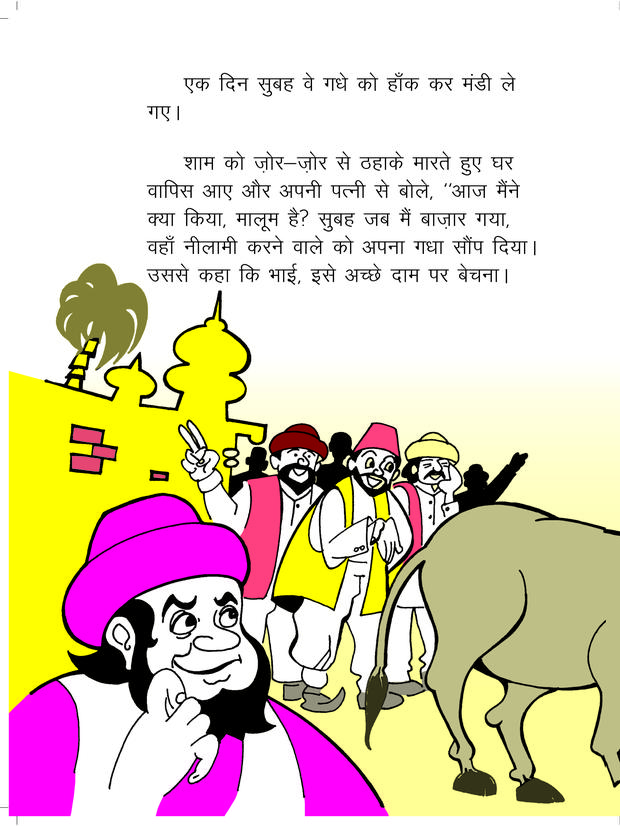 एक दिन सुबह वे गधे को हाँक कर मंडी ले
गए।
शाम को ज़ोर–ज़ोर से ठहाके मारते हुए घर
वापिस आए और अपनी पत्नी से बोले, ‘‘आज मैंने
क्या किया, मालूम है? सुबह जब मैं बाज़ार गया,
वहाँ नीलामी करने वाले को अपना गधा सौंप दिया।
उससे कहा कि भाई, इसे अच्छे दाम पर बेचना।